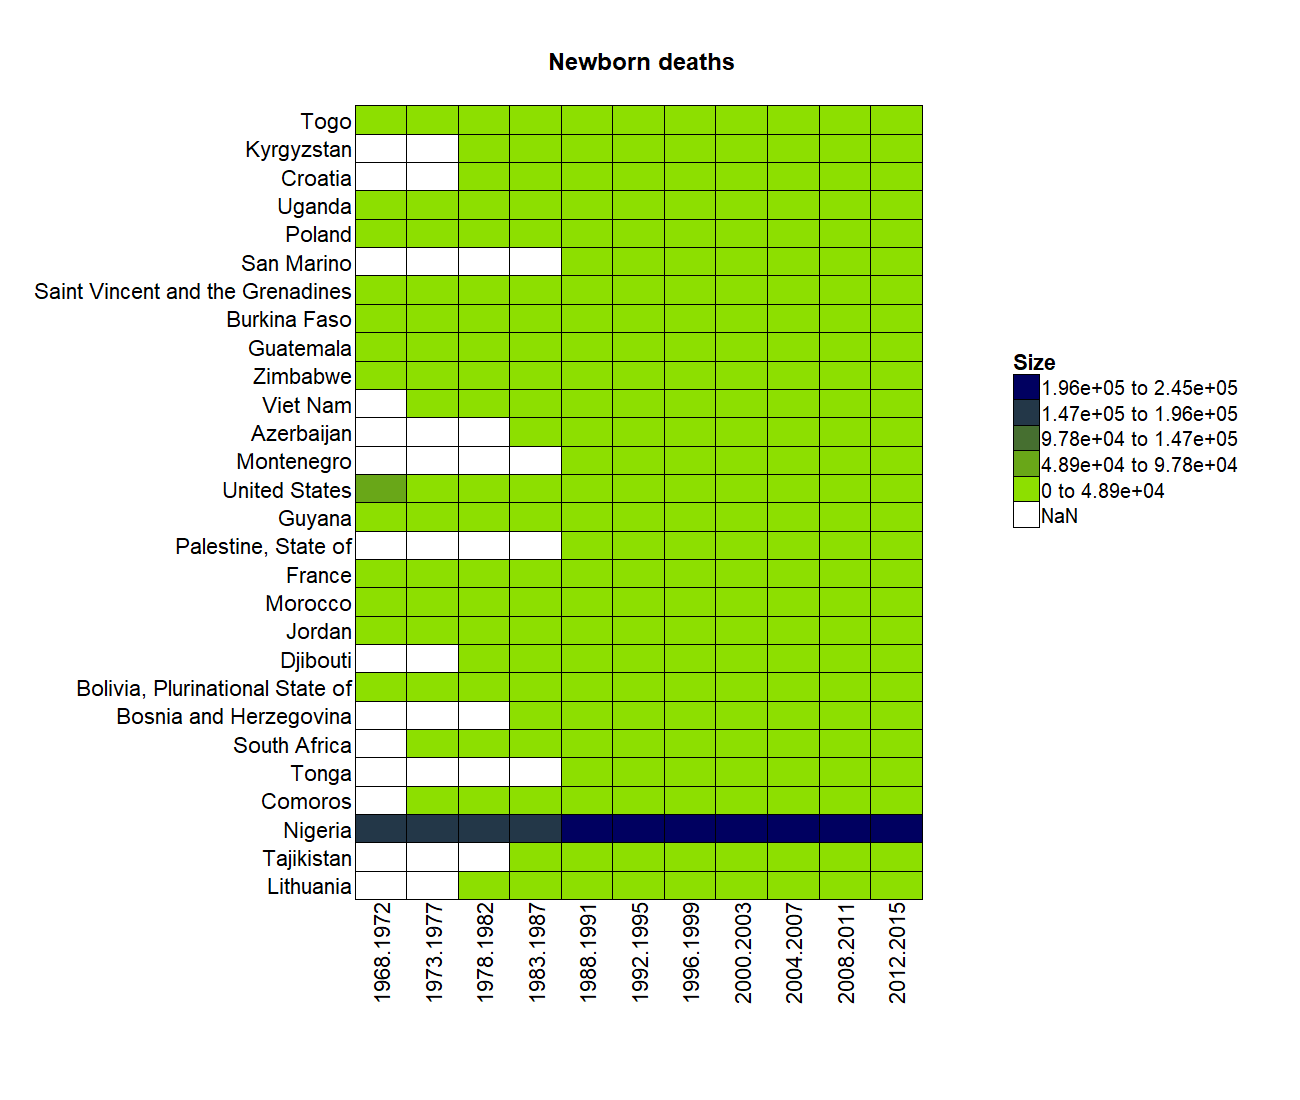 Newborn deaths
Togo
Kyrgyzstan
Croatia
Uganda
Poland
San Marino
Saint Vincent and the Grenadines
Burkina Faso
Guatemala
Zimbabwe
Viet Nam
Azerbaijan
Montenegro
United States
Guyana
Palestine, State of
France
Morocco
Jordan
Djibouti
Bolivia, Plurinational State of
Bosnia and Herzegovina
South Africa
Tonga
Comoros
Nigeria
Tajikistan
Lithuania
1968.1972
1973.1977
1978.1982
1983.1987
1988.1991
1992.1995
1996.1999
2000.2003
2004.2007
2008.2011
2012.2015
Size
1.96e+05 to 2.45e+05
1.47e+05 to 1.96e+05
9.78e+04 to 1.47e+05
4.89e+04 to 9.78e+04
0 to 4.89e+04
NaN